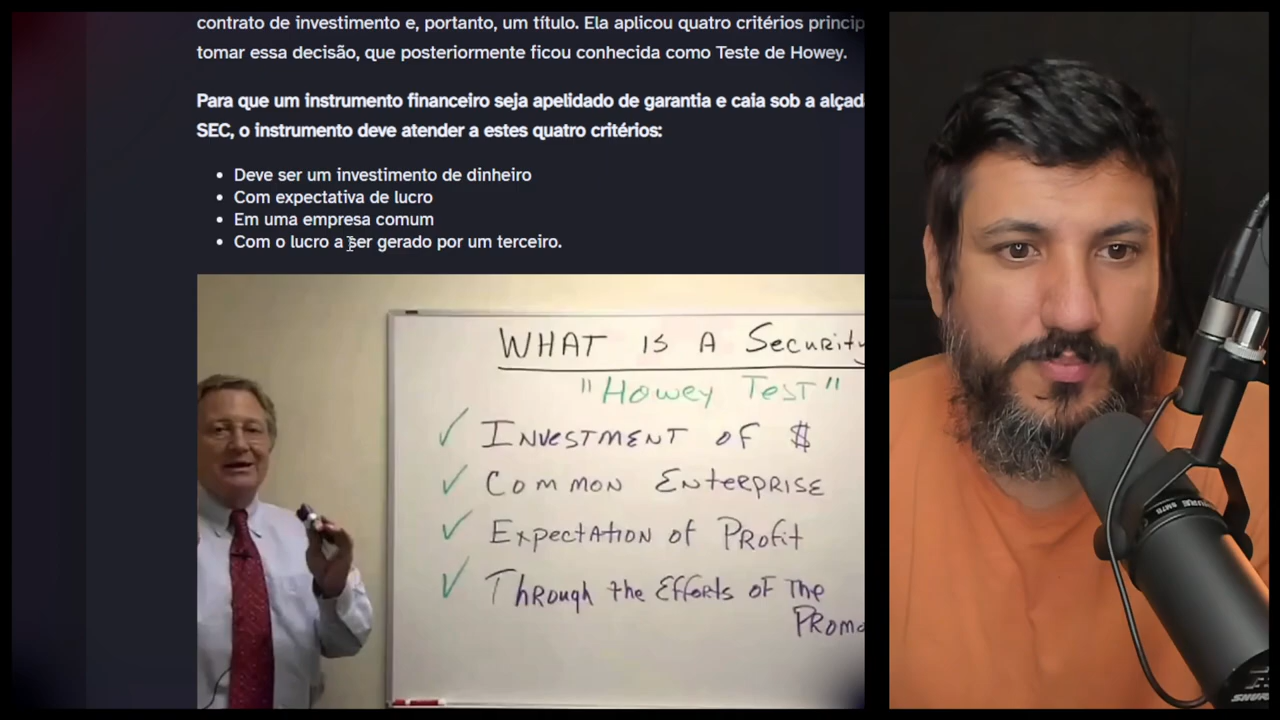 contrato de investimento e, portanto, um título. Ela aplicou quatro critérios princip
tomar essa decisão, que posteriormente ficou conhecida como Teste de Howey.
Para que um instrumento financeiro seja apelidado de garantia e caia sob a alçad
SEC, o instrumento deve atender a estes quatro critérios:
Deve ser um investimento de dinheiro
Com expectativa de lucro
Em uma empresa comum
Com o lucro a ser gerado por um terceiro.
WHAT IS A Security
"Howey Test"
✓ Investment of $
✓ Common Enterprise
✓ Expectation of Profit
✓ Through the Efforts of the
Promo
SM7B
SHURE